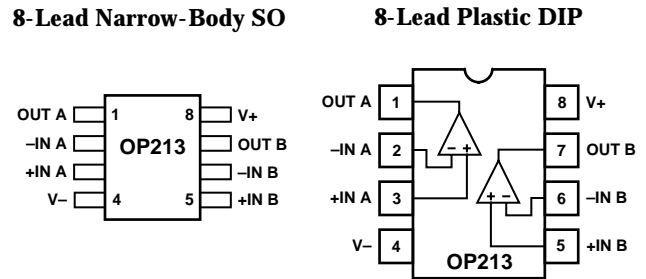 8-Lead Narrow-Body SO
OUT A 1 8 V+
–IN A OP213 OUT B
+IN A –IN B
V– 4 5 +IN B
8-Lead Plastic DIP
OUT A 1 8 V+
–IN A 2 – + 7 OUT B
+IN A 3 + – 6 –IN B
V– 4 5 +IN B
OP213